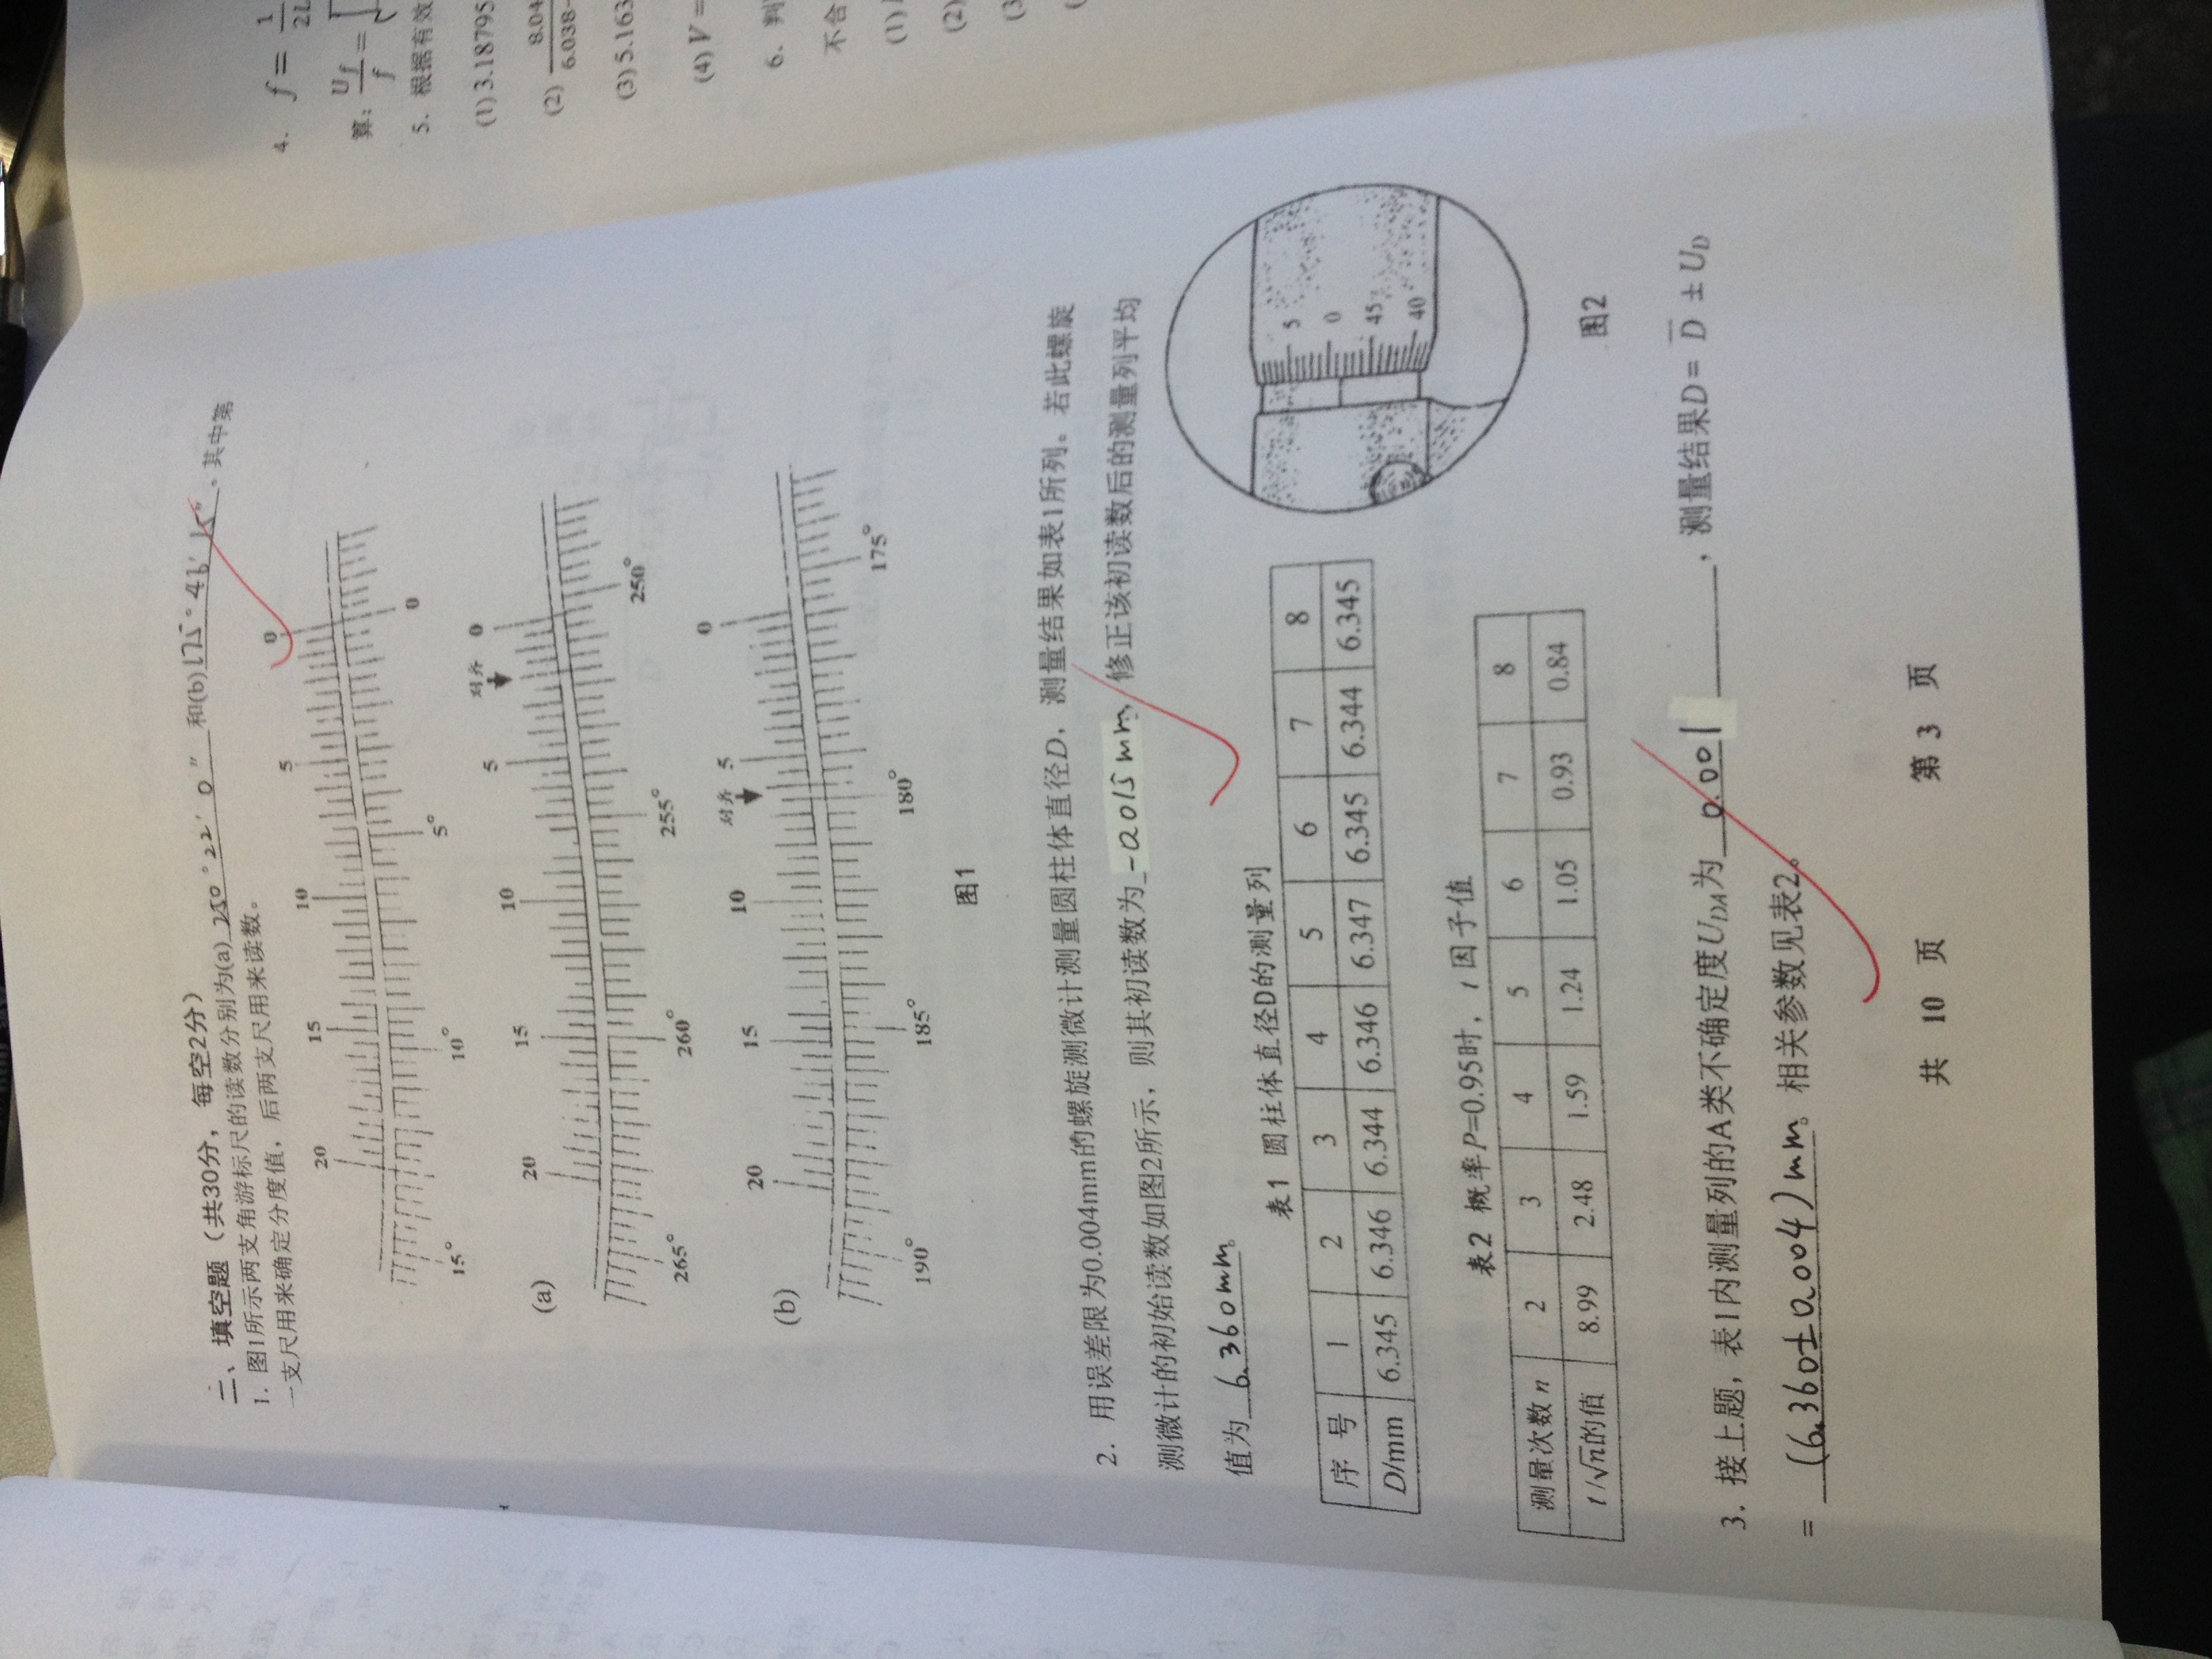 二、填空题（共30分，每空2分）
1. 图1所示两支角游标尺的读数分别为(a) 250°22′0″ 和(b) 175°46′15″。其中第
一支尺用来确定分度值，后两支尺用来读数。
20 15 10 5 0
15° 10° 5° 0
(a)
对齐
20 15 10 5 0
265° 260° 255° 250°
(b)
对齐
20 15 10 5 0
190° 185° 180° 175°
图1
2. 用误差限为0.004mm的螺旋测微计测量圆柱体直径D，测量结果如表1所列。若此螺旋
测微计的初始读数如图2所示，则其初读数为 -0.015mm，修正该初读数后的测量列平均
值为 6.360mm。
表1 圆柱体直径D的测量列
序 号 1 2 3 4 5 6 7 8
D/mm 6.345 6.346 6.344 6.346 6.347 6.345 6.344 6.345
5
0
45
40
图2
表2 概率P=0.95时，t 因子值
测量次数 n 2 3 4 5 6 7 8
t/√n的值 8.99 2.48 1.59 1.24 1.05 0.93 0.84
3. 接上题，表1内测量列的A类不确定度U_DA为 0.001 ，测量结果D= D̄ ±U_D
= (6.360±0.004)mm。相关参数见表2。
共 10 页 第 3 页
4. f= 1
2L
算: U_f/f =
5. 根据有效
(1) 3.18795
(2) 8.04
6.038-
(3) 5.163
(4) V =
6. 判
不合
(1)
(2)
(3